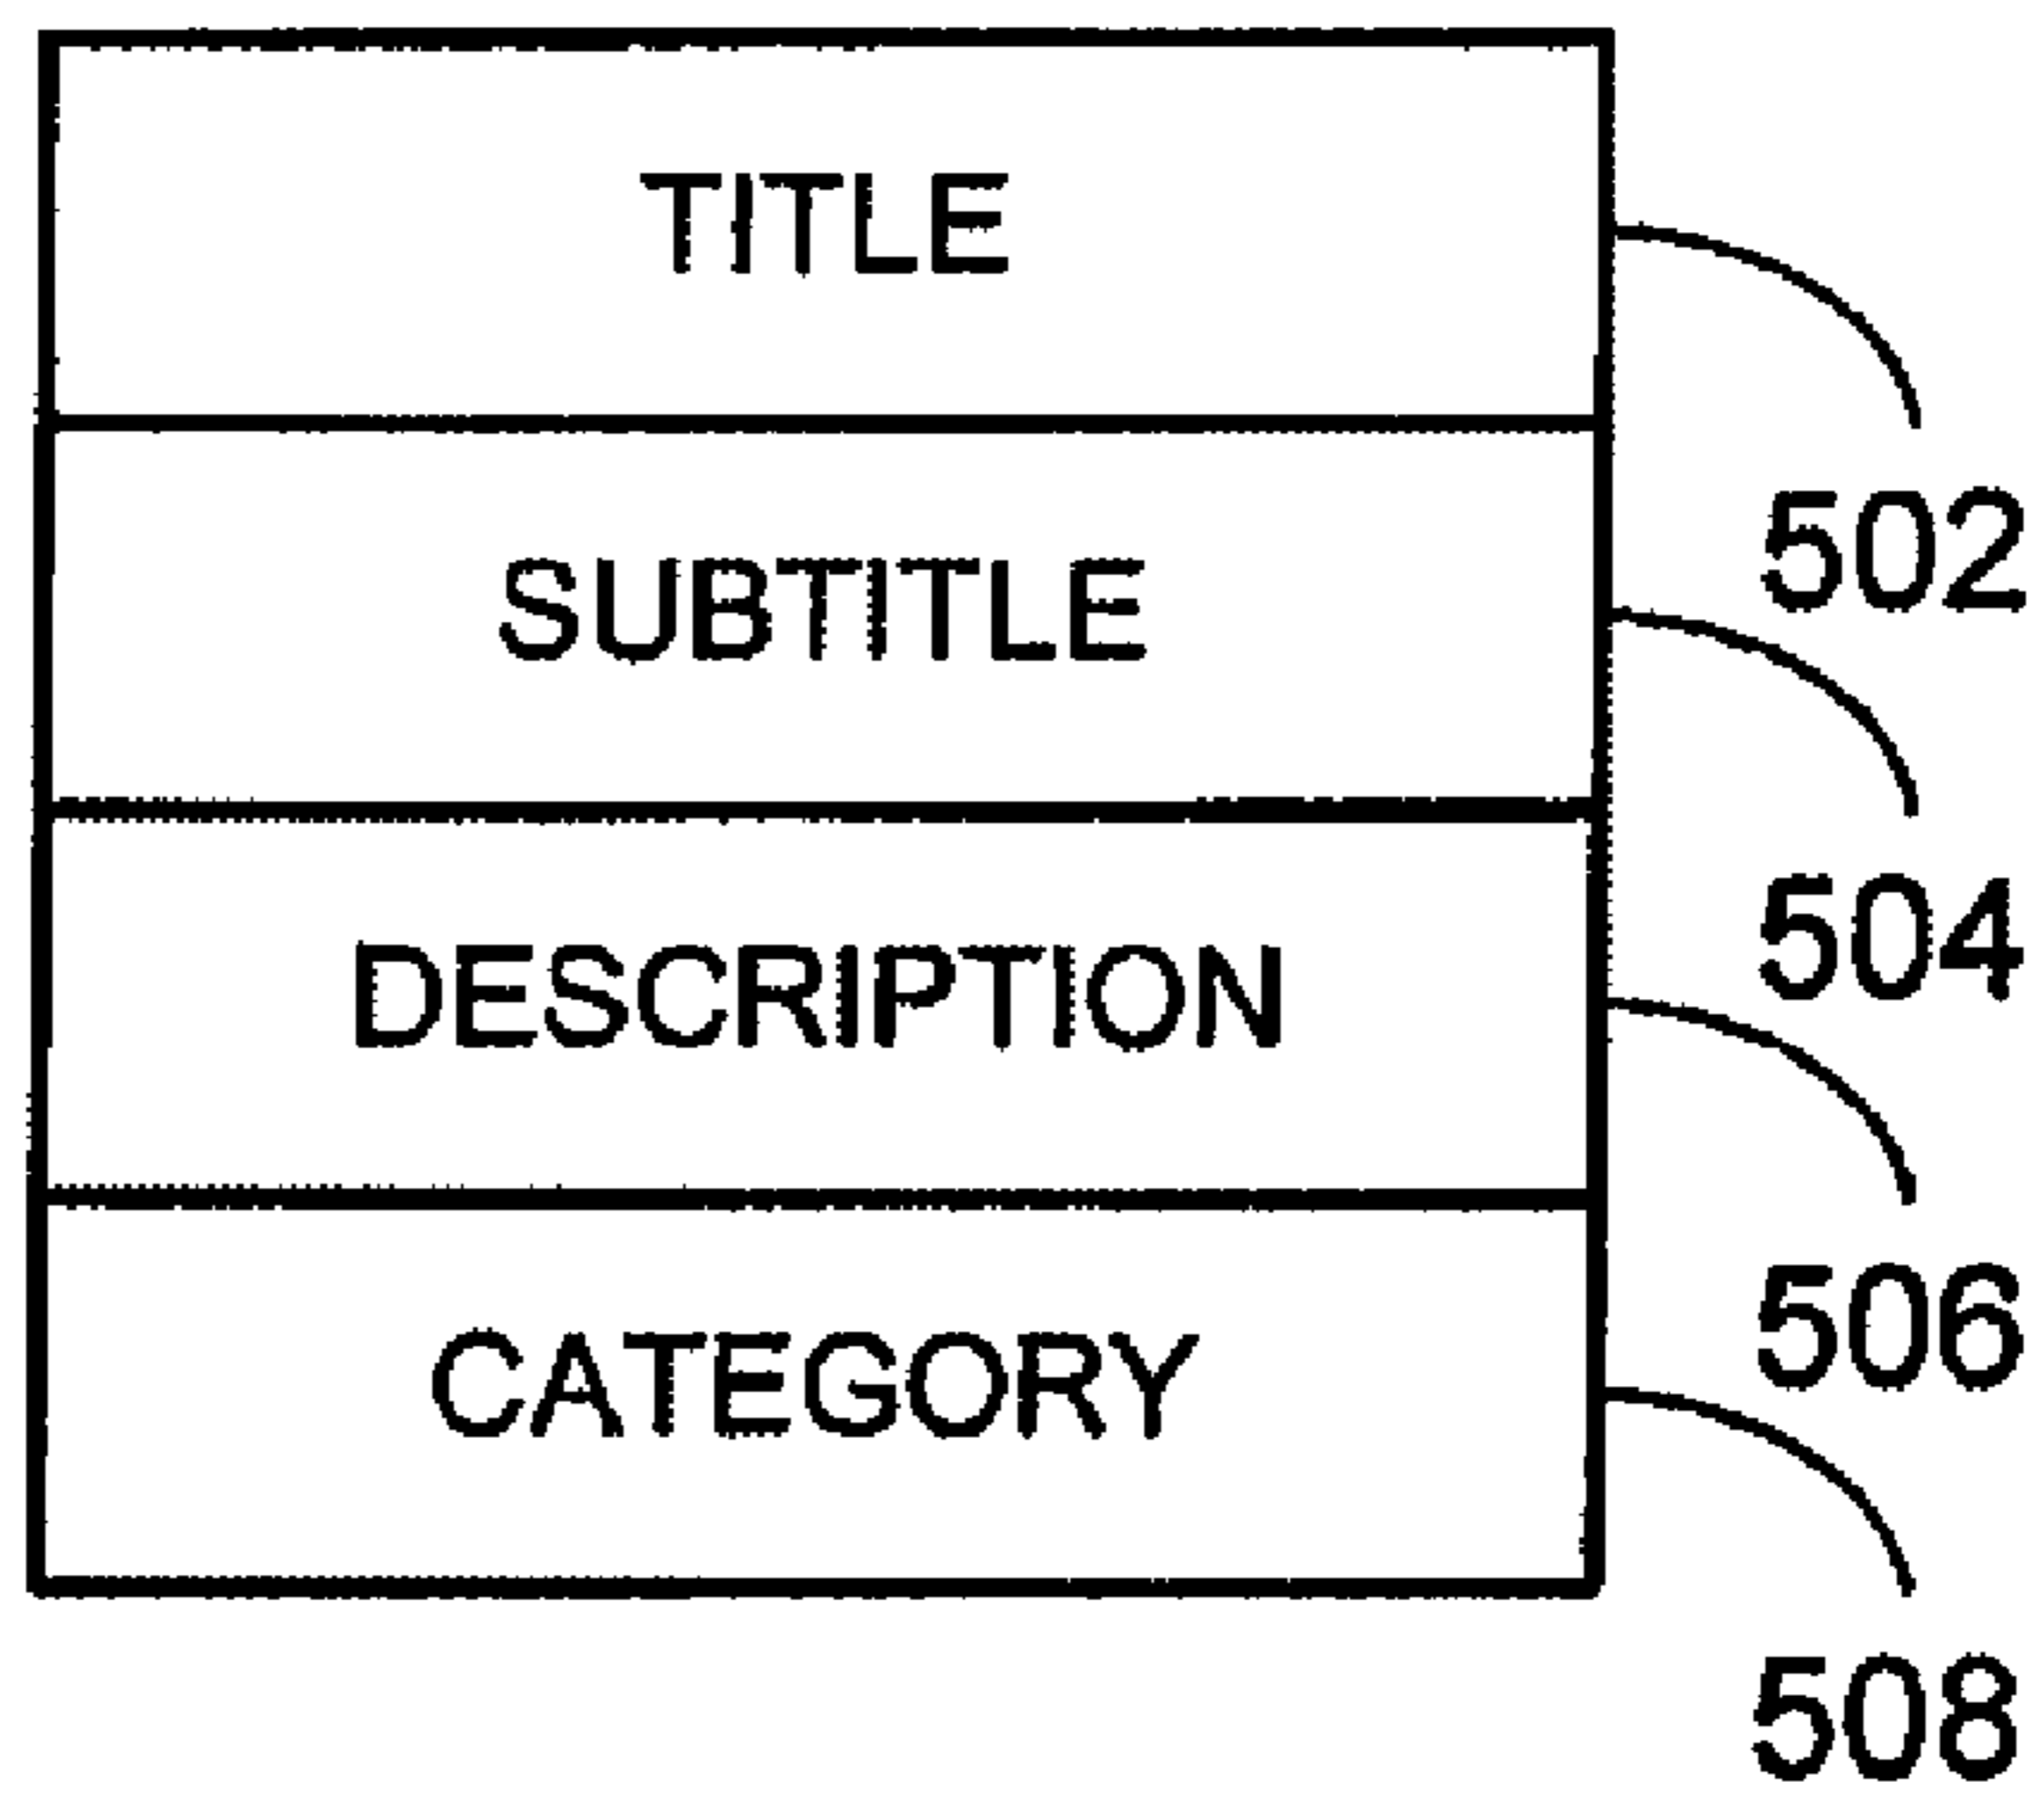 TITLE
502
SUBTITLE
504
DESCRIPTION
506
CATEGORY
508